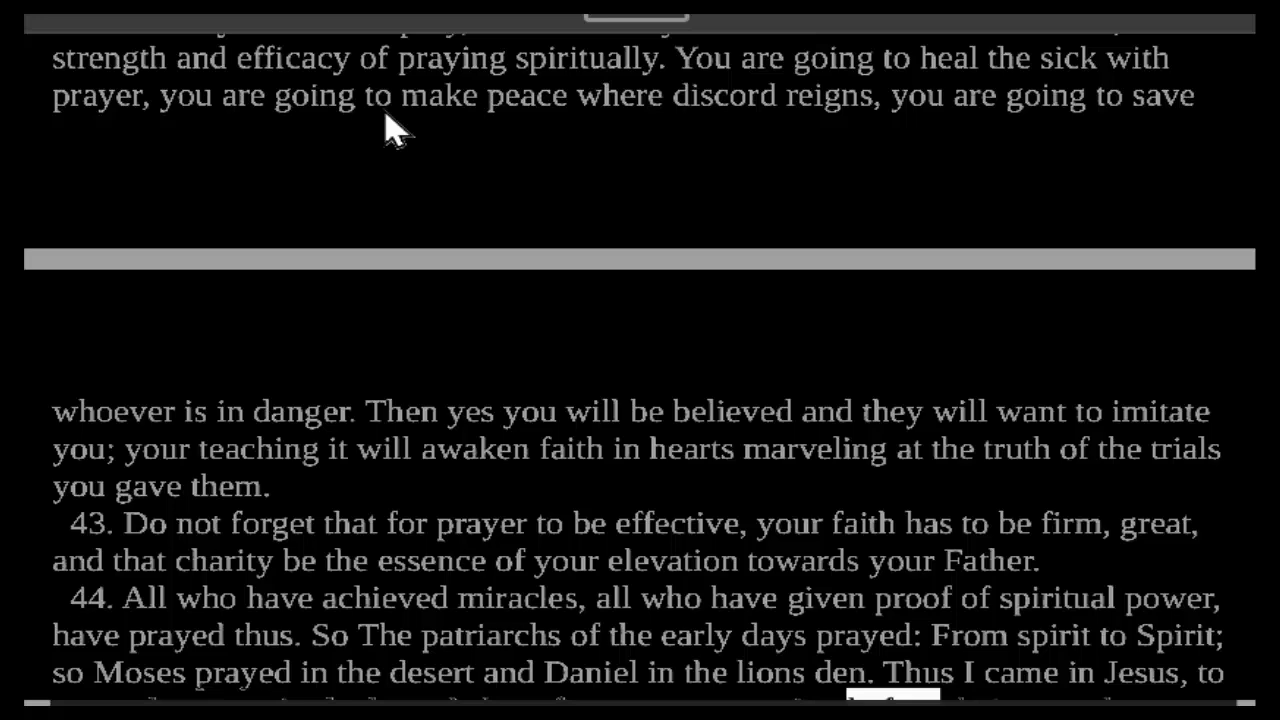 strength and efficacy of praying spiritually. You are going to heal the sick with
prayer, you are going to make peace where discord reigns, you are going to save
whoever is in danger. Then yes you will be believed and they will want to imitate
you; your teaching it will awaken faith in hearts marveling at the truth of the trials
you gave them.
43. Do not forget that for prayer to be effective, your faith has to be firm, great,
and that charity be the essence of your elevation towards your Father.
44. All who have achieved miracles, all who have given proof of spiritual power,
have prayed thus. So The patriarchs of the early days prayed: From spirit to Spirit;
so Moses prayed in the desert and Daniel in the lions den. Thus I came in Jesus, to